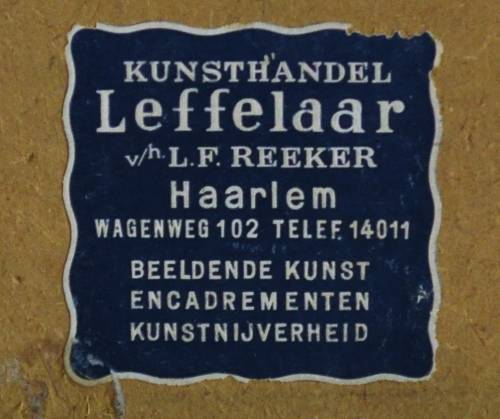 KUNSTHANDEL
Leffelaar
v/h. L.F. REEKER
Haarlem
WAGENWEG 102 TELEF. 14011
BEELDENDE KUNST
ENCADREMENTEN
KUNSTNIJVERHEID